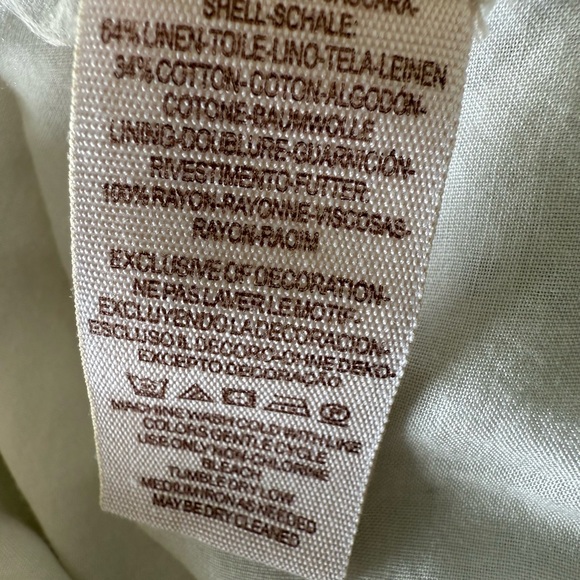 SHELL-SCHALE:
64% LINEN-TOILE-LINO-TELA-LEINEN
34% COTTON-COTON-ALGODON-
COTONE-BAUMWOLLE
LINING-DOUBLURE-GUARNICIÓN-
RIVESTIMENTO-FUTTER
100% RAYON-RAYONNE-VISCOSAS-
RAYON-RAGIM
EXCLUSIVE OF DECORATION-
NE PAS LAVER LE MOTIF-
EXCLUYENDO LA DECORACION-
ESCLUSO IL DECORO-OHNE DEKO-
EXCEPTO DECORAÇAO
MACHINE WASH COLD WITH LIKE
COLORS GENTLE CYCLE
USE ONLY NON-CHLORINE
BLEACH
TUMBLE DRY LOW
MEDIUM IRON AS NEEDED
MAY BE DRY CLEANED